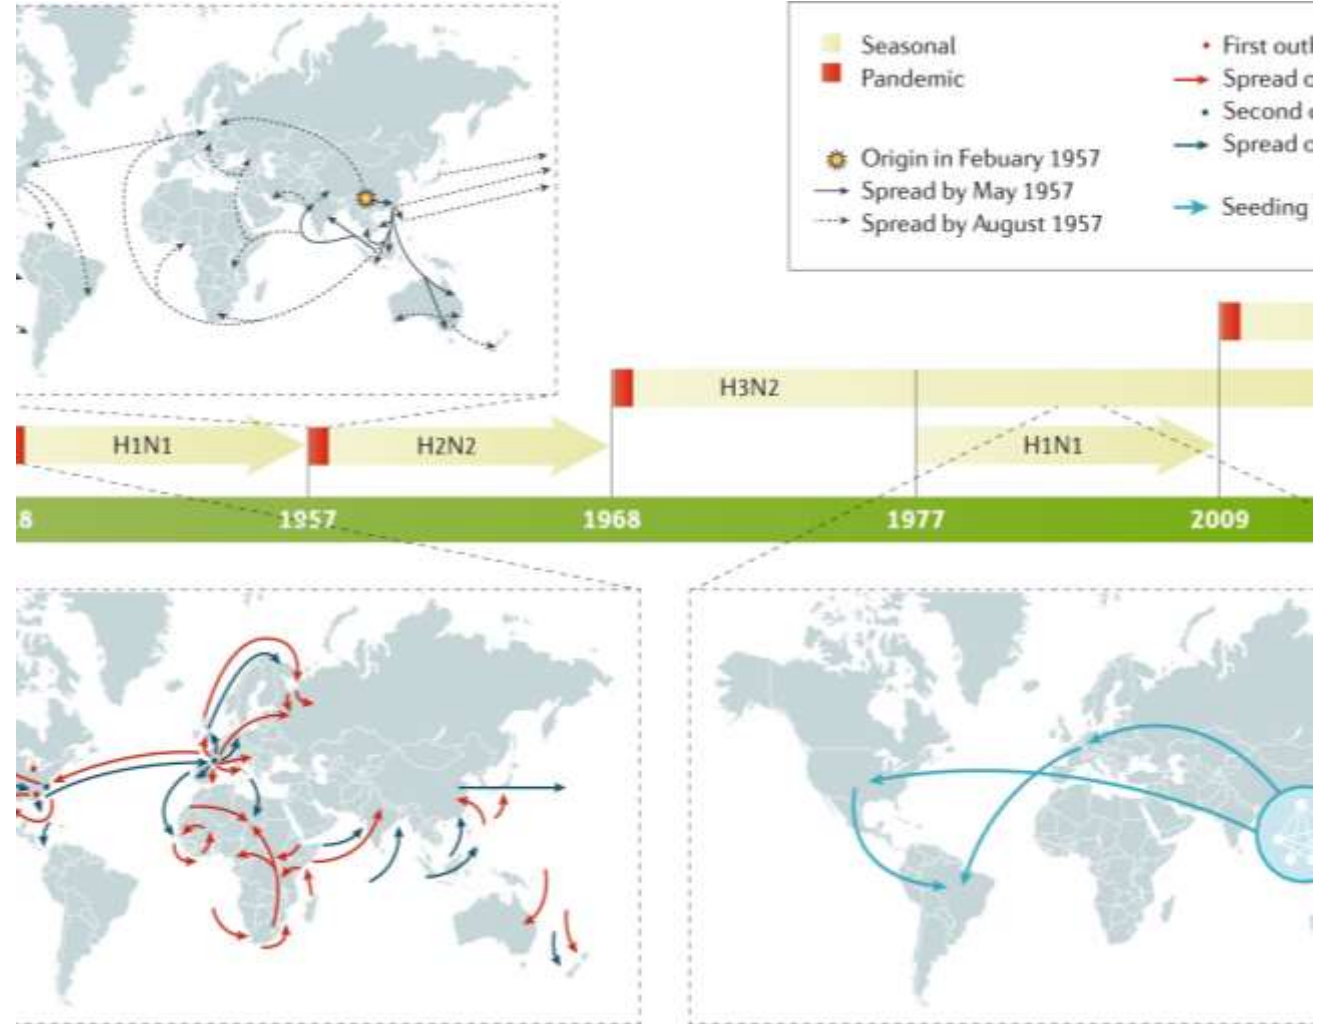 Seasonal
Pandemic
Origin in Febuary 1957
Spread by May 1957
Spread by August 1957
First outl
Spread o
Second
Spread o
Seeding
H3N2
H1N1
H2N2
H1N1
8
1957
1968
1977
2009